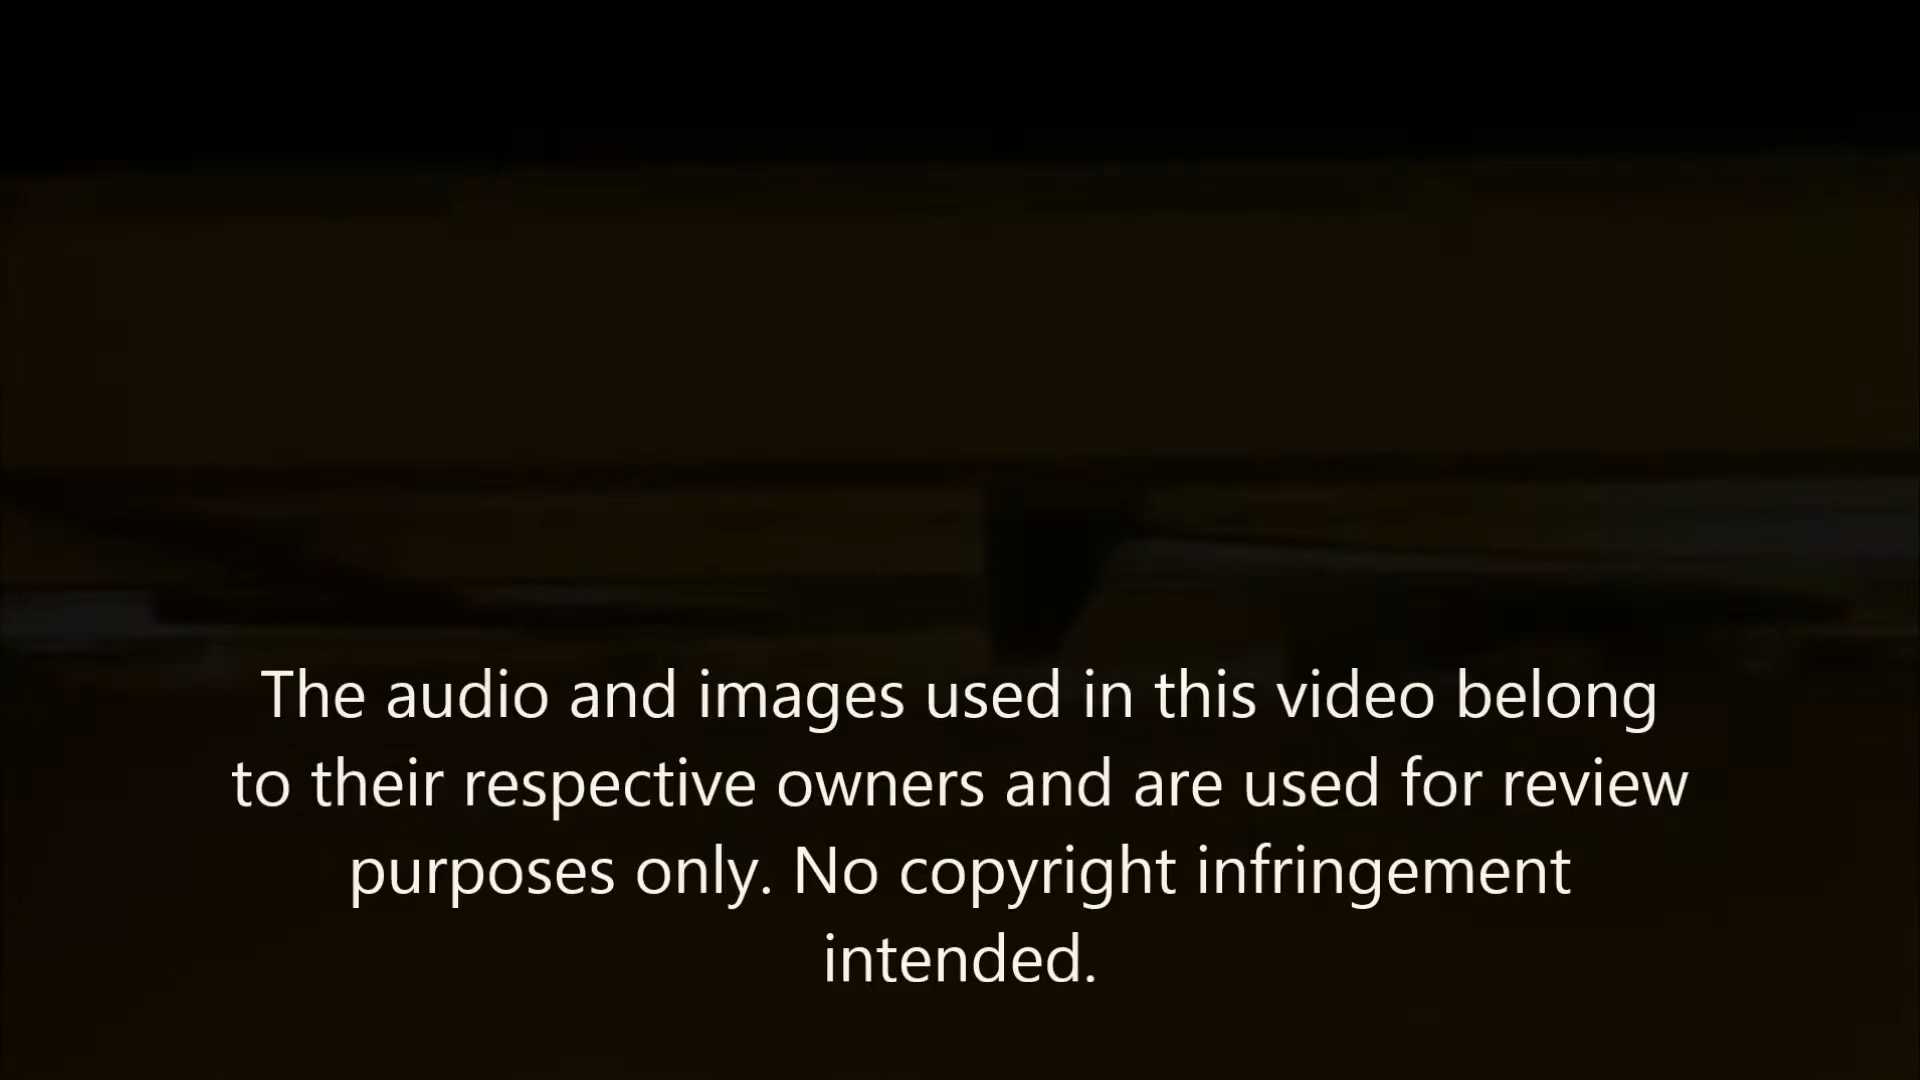 The audio and images used in this video belong
to their respective owners and are used for review
purposes only. No copyright infringement
intended.